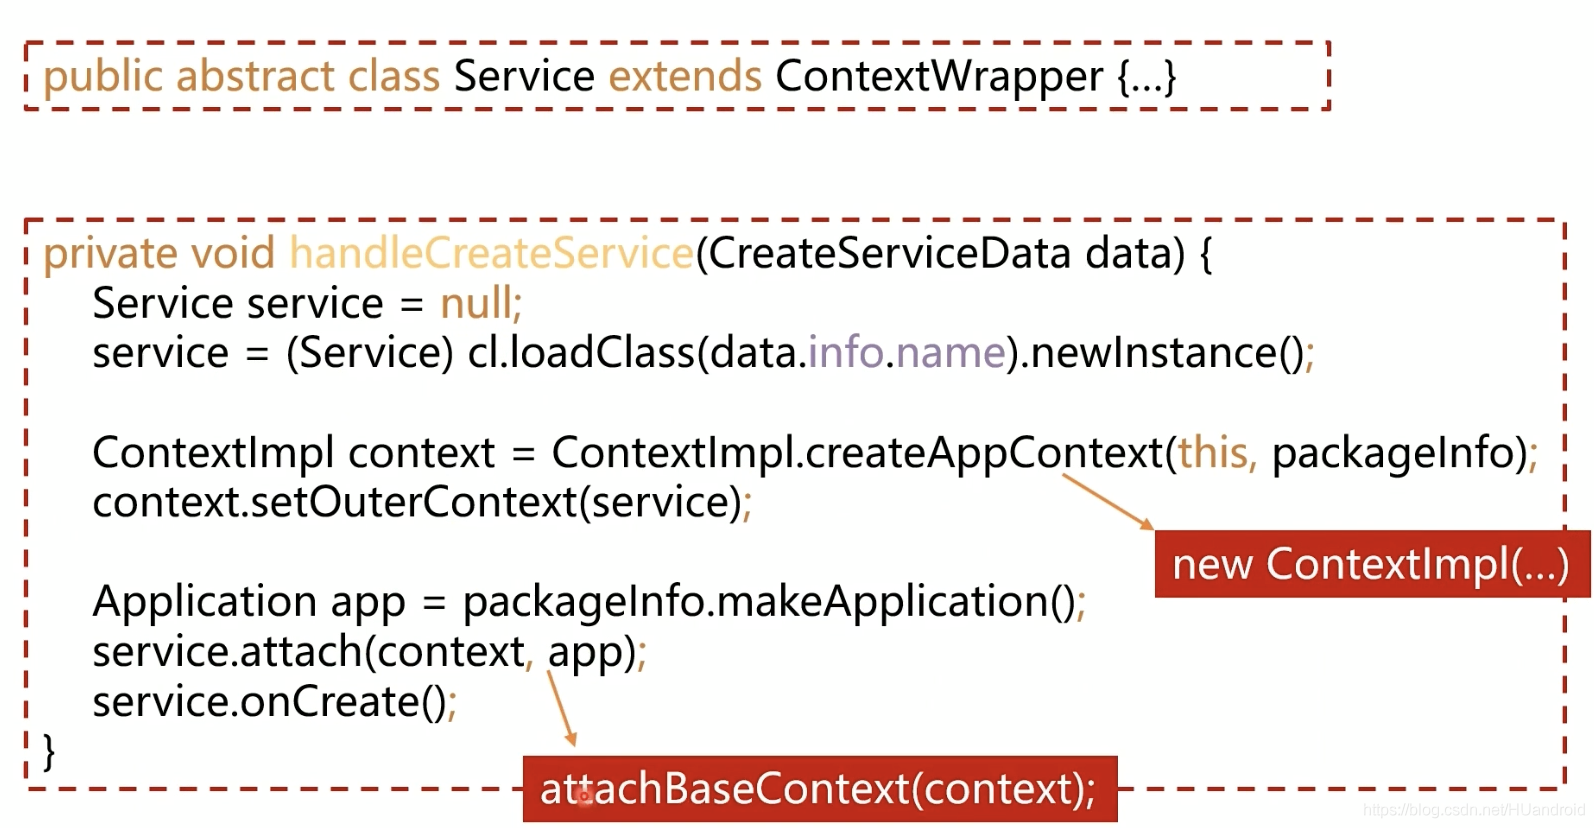 public abstract class Service extends ContextWrapper {...}
private void handleCreateService(CreateServiceData data) {
Service service = null;
service = (Service) cl.loadClass(data.info.name).newInstance();
ContextImpl context = ContextImpl.createAppContext(this, packageInfo);
context.setOuterContext(service);
new ContextImpl(...)
Application app = packageInfo.makeApplication();
service.attach(context, app);
service.onCreate();
}
attachBaseContext(context);
https://blog.csdn.net/HUandroid